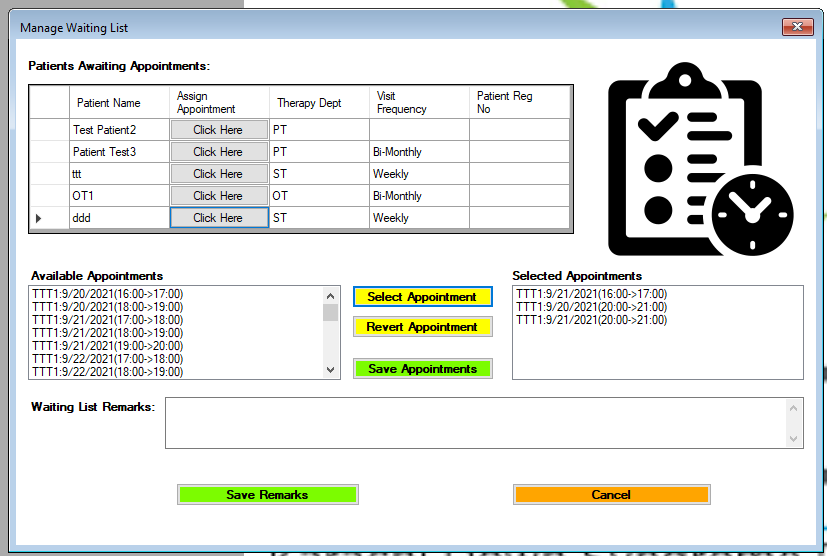 Manage Waiting List
Patients Awaiting Appointments:
Patient Name Assign Appointment Therapy Dept Visit Frequency Patient Reg No
Test Patient2 Click Here PT
Patient Test3 Click Here PT Bi-Monthly
ttt Click Here ST Weekly
OT1 Click Here OT Bi-Monthly
ddd Click Here ST Weekly
Available Appointments
TTT1:9/20/2021(16:00->17:00)
TTT1:9/20/2021(18:00->19:00)
TTT1:9/21/2021(17:00->18:00)
TTT1:9/21/2021(18:00->19:00)
TTT1:9/21/2021(19:00->20:00)
TTT1:9/22/2021(17:00->18:00)
TTT1:9/22/2021(18:00->19:00)
Select Appointment
Revert Appointment
Save Appointments
Selected Appointments
TTT1:9/21/2021(16:00->17:00)
TTT1:9/20/2021(20:00->21:00)
TTT1:9/21/2021(20:00->21:00)
Waiting List Remarks:
Save Remarks
Cancel